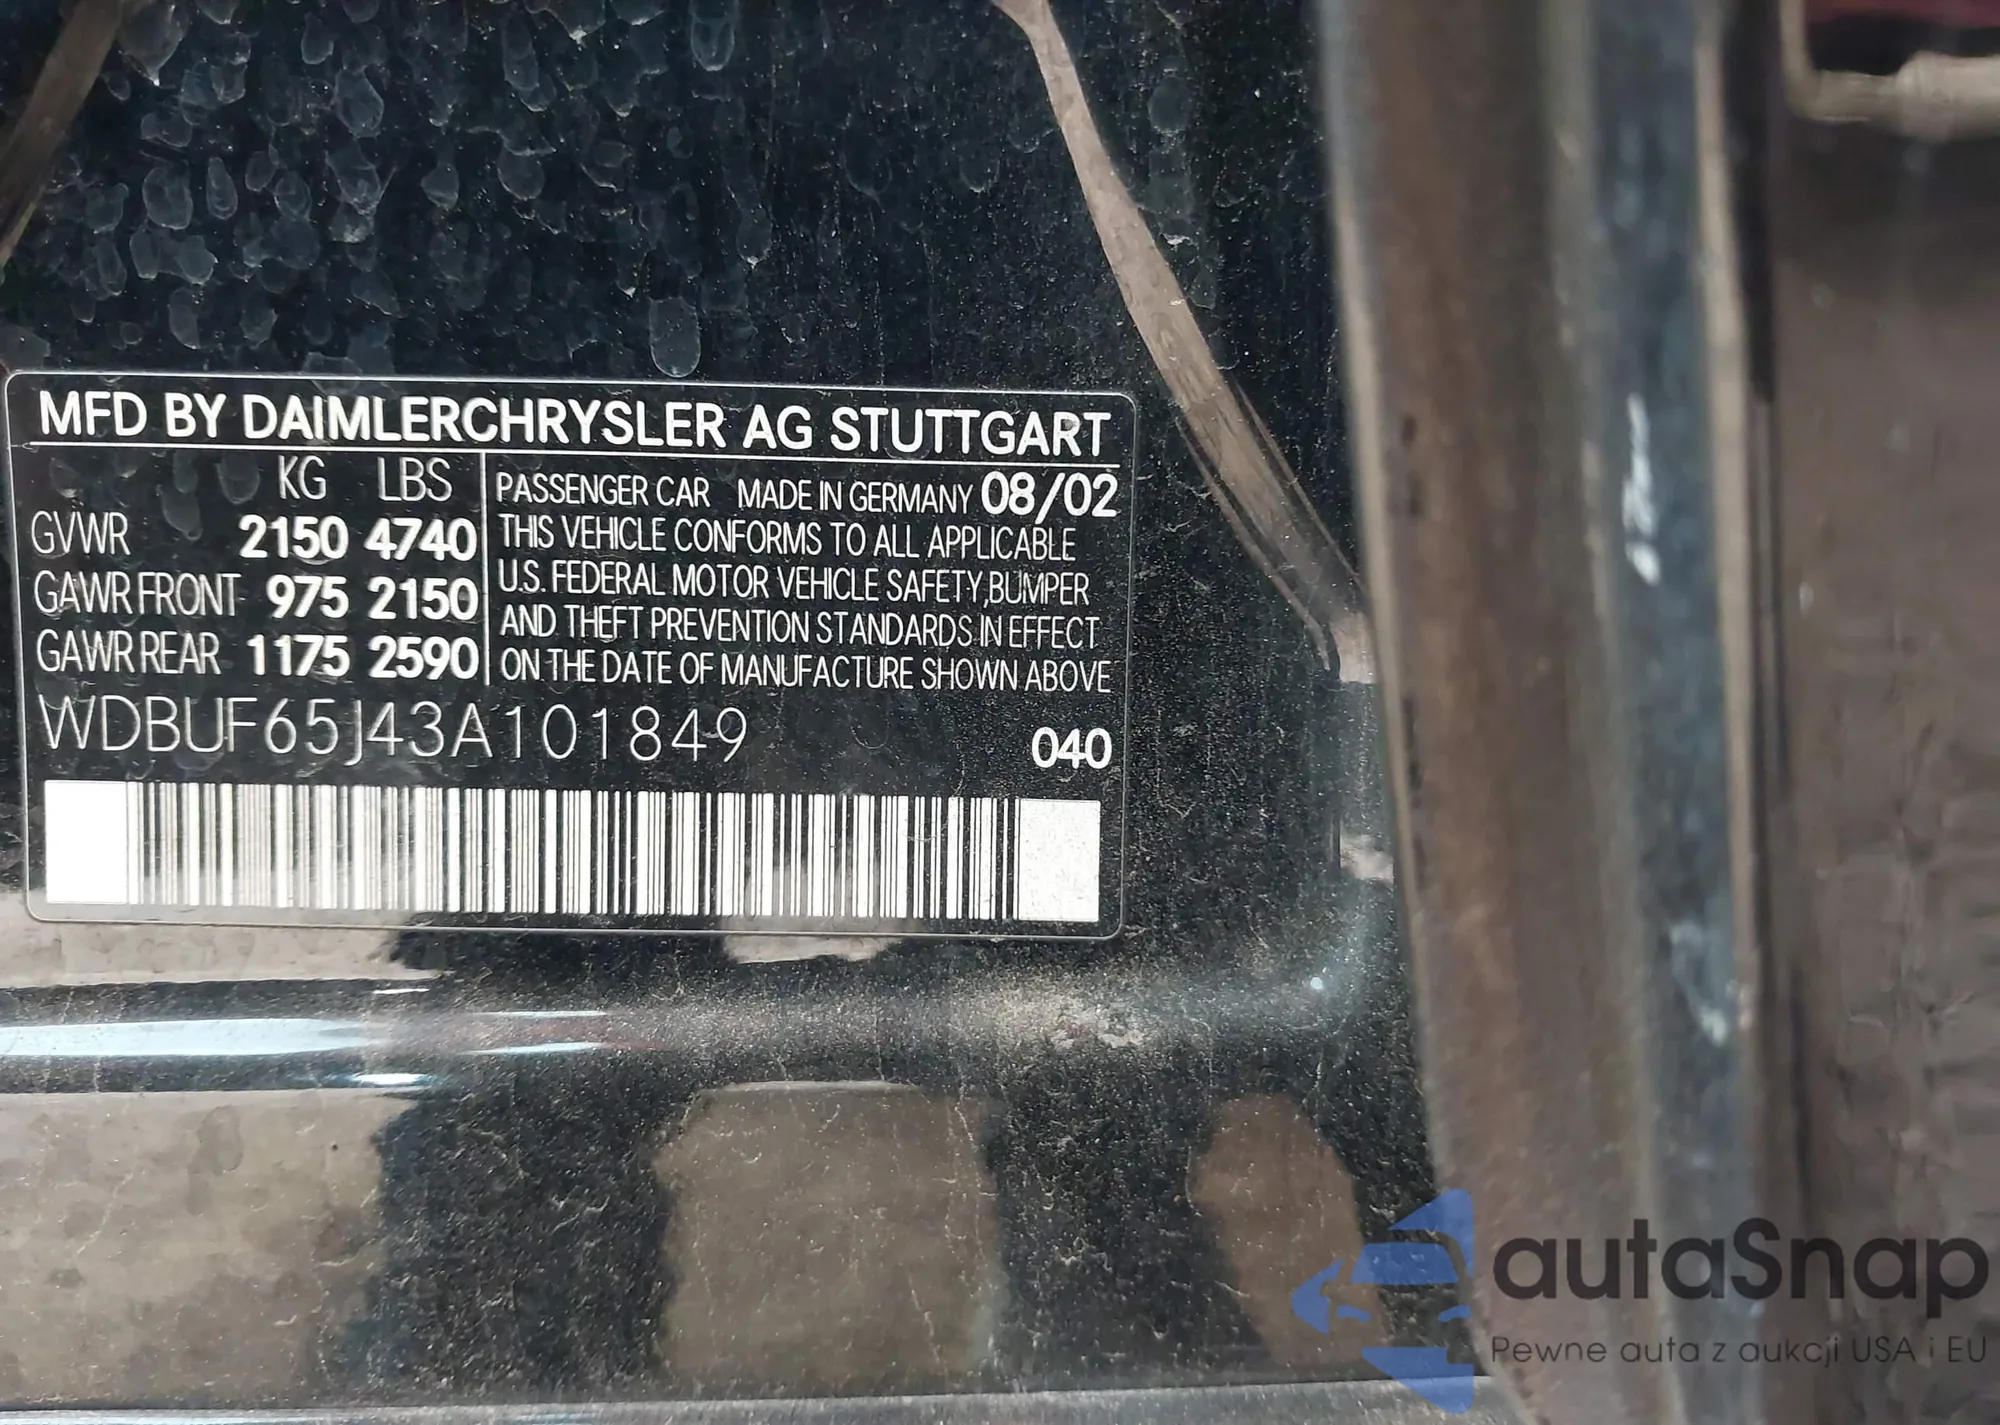 MFD BY DAIMLERCHRYSLER AG STUTTGART
KG LBS
GVWR 2150 4740
GAWR FRONT 975 2150
GAWR REAR 1175 2590
PASSENGER CAR MADE IN GERMANY 08/02
THIS VEHICLE CONFORMS TO ALL APPLICABLE
U.S. FEDERAL MOTOR VEHICLE SAFETY, BUMPER
AND THEFT PREVENTION STANDARDS IN EFFECT
ON THE DATE OF MANUFACTURE SHOWN ABOVE
WDBUF65J43A101849
040
autaSnap
Pewne auta z aukcji USA i EU